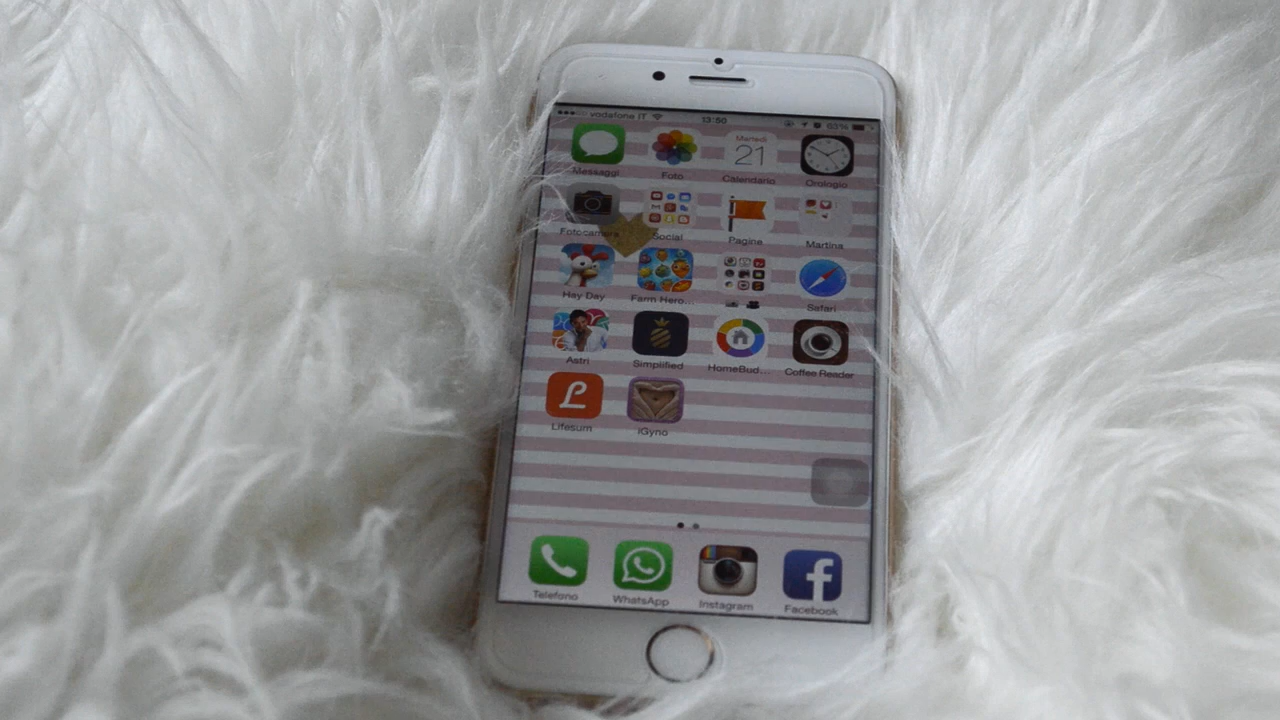 vodafone IT 13:50 63%
Messaggi Foto Martedì 21 Calendario Orologio
Fotocamera Social Pagine Martina
Hay Day Farm Hero... Safari
Astri Simplified HomeBud... Coffee Reader
L Lifesum iGyno
Telefono WhatsApp Instagram Facebook